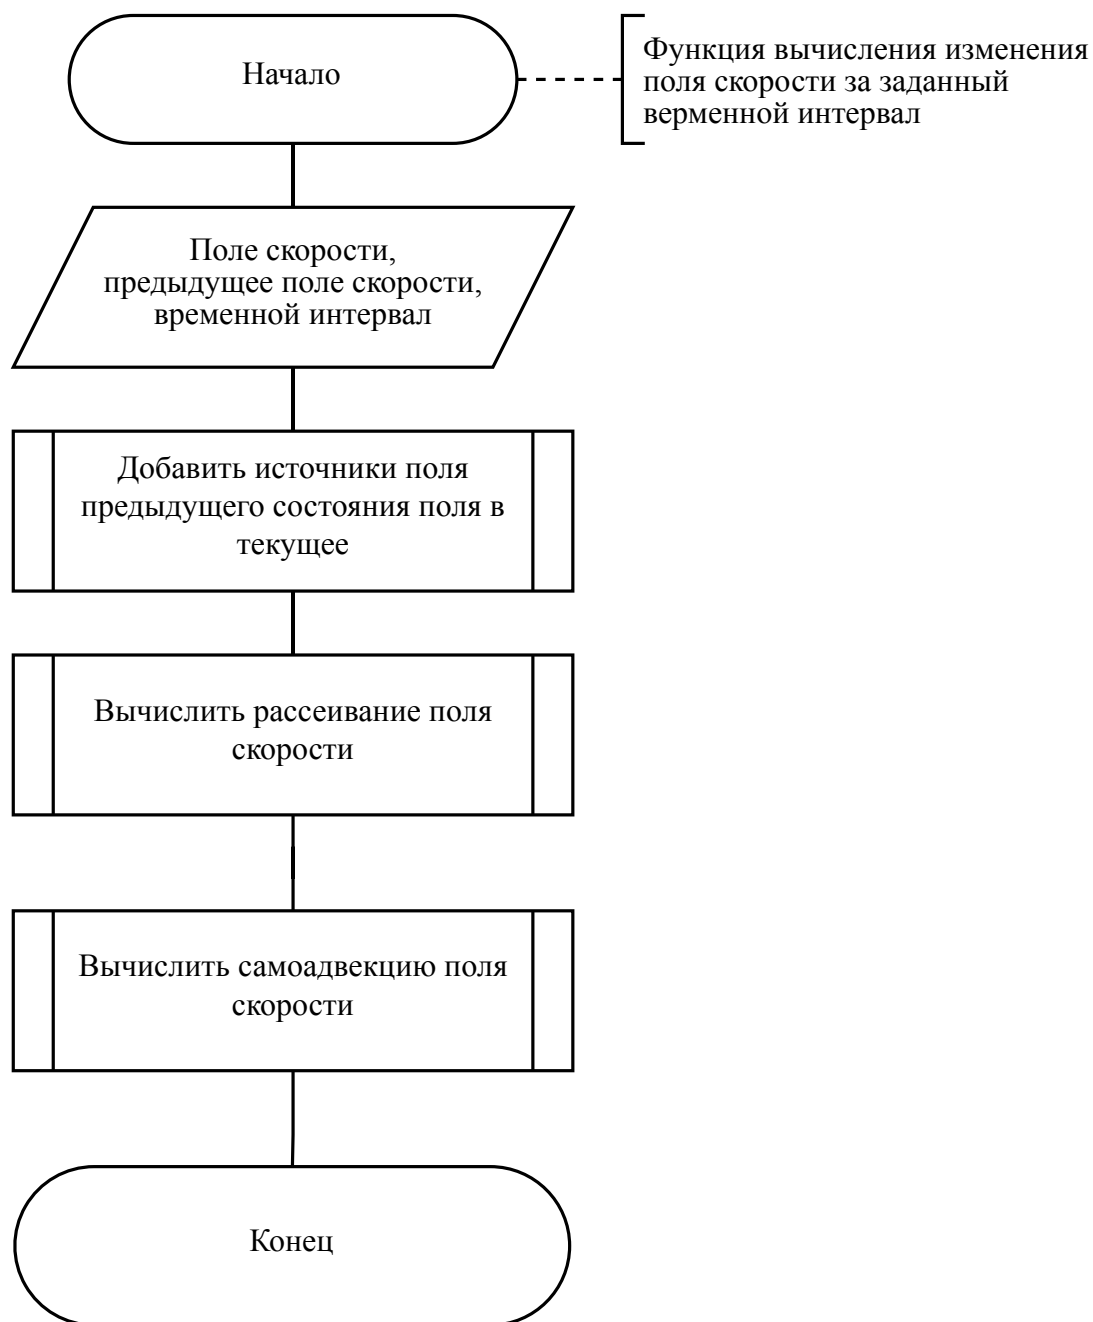 Начало
Функция вычисления изменения
поля скорости за заданный
верменной интервал
Поле скорости,
предыдущее поле скорости,
временной интервал
Добавить источники поля
предыдущего состояния поля в
текущее
Вычислить рассеивание поля
скорости
Вычислить самоадвекцию поля
скорости
Конец